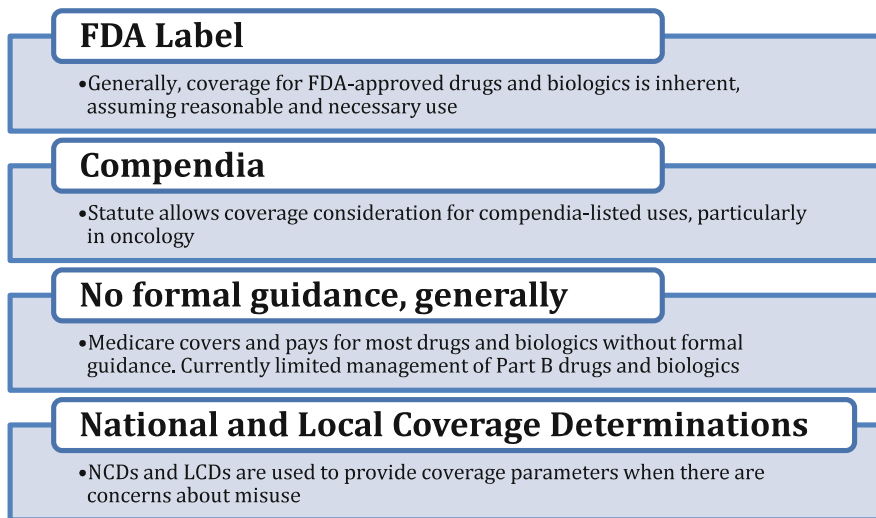 FDA Label
•Generally, coverage for FDA-approved drugs and biologics is inherent,
assuming reasonable and necessary use
Compendia
•Statute allows coverage consideration for compendia-listed uses, particularly
in oncology
No formal guidance, generally
•Medicare covers and pays for most drugs and biologics without formal
guidance. Currently limited management of Part B drugs and biologics
National and Local Coverage Determinations
•NCDs and LCDs are used to provide coverage parameters when there are
concerns about misuse